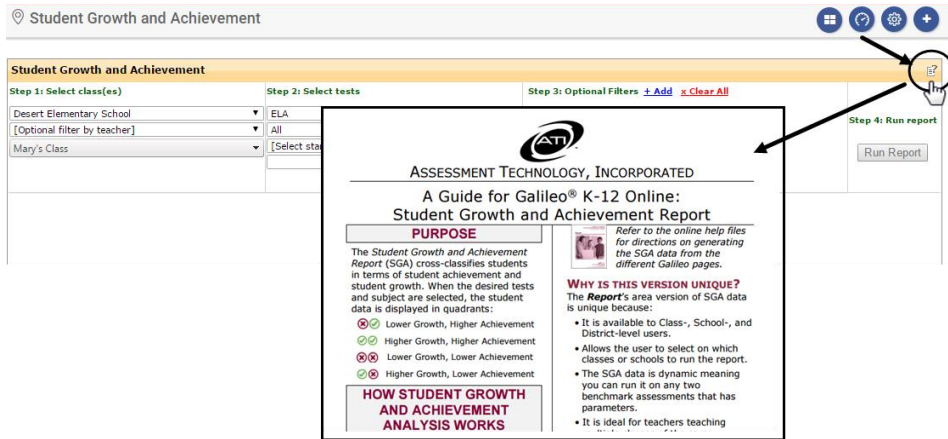 Student Growth and Achievement
Student Growth and Achievement
Step 1: Select class(es)
Step 2: Select tests
Step 3: Optional Filters + Add x Clear All
Desert Elementary School
ELA
Step 4: Run report
[Optional filter by teacher]
All
Mary's Class
[Select
Run Report
ATI
ASSESSMENT TECHNOLOGY, INCORPORATED
A Guide for Galileo® K-12 Online:
Student Growth and Achievement Report
PURPOSE
The Student Growth and Achievement
Report (SGA) cross-classifies students
in terms of student achievement and
student growth. When the desired tests
and subject are selected, the student
data is displayed in quadrants:
Lower Growth, Higher Achievement
Higher Growth, Higher Achievement
Lower Growth, Lower Achievement
Higher Growth, Lower Achievement
HOW STUDENT GROWTH
AND ACHIEVEMENT
ANALYSIS WORKS
Refer to the online help files
for directions on generating
the SGA data from the
different Galileo pages.
WHY IS THIS VERSION UNIQUE?
The Report's area version of SGA data
is unique because:
• It is available to Class-, School-, and
District-level users.
• Allows the user to select on which
classes or schools to run the report.
• The SGA data is dynamic meaning
you can run it on any two
benchmark assessments that has
parameters.
• It is ideal for teachers teaching